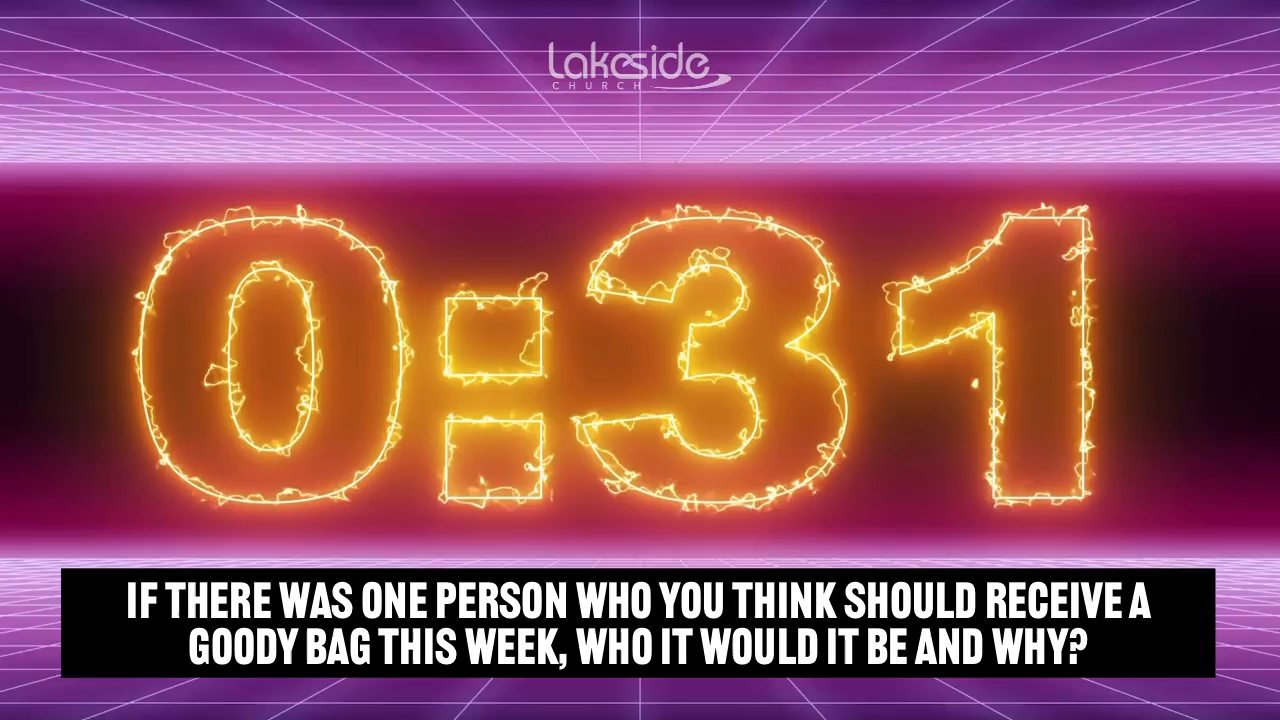 Lakeside
CHURCH
0:31
IF THERE WAS ONE PERSON WHO YOU THINK SHOULD RECEIVE A
GOODY BAG THIS WEEK, WHO IT WOULD IT BE AND WHY?